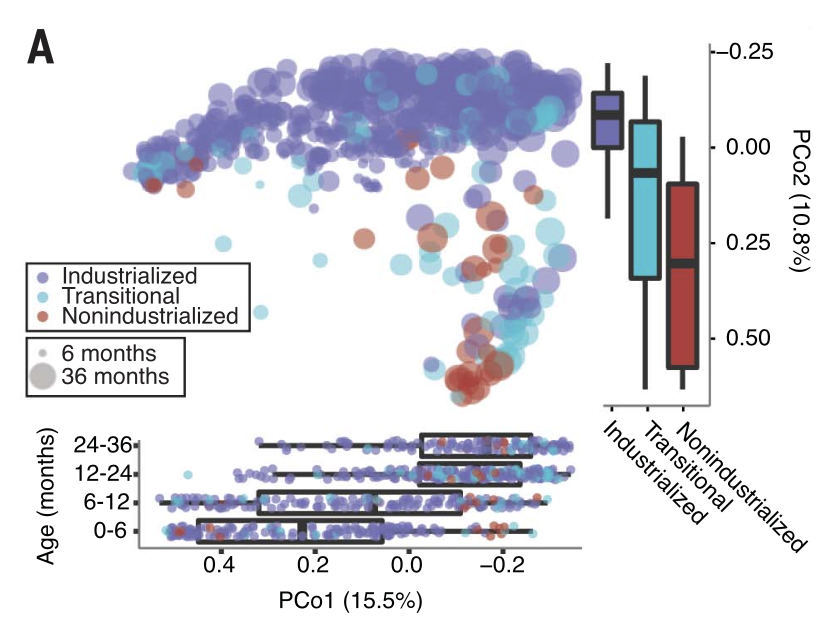 A
−0.25
0.00
0.25
0.50
PCo2 (10.8%)
Industrialized
Transitional
Nonindustrialized
6 months
36 months
Industrialized
Transitional
Nonindustrialized
Age (months)
24-36
12-24
6-12
0-6
0.4
0.2
0.0
−0.2
PCo1 (15.5%)